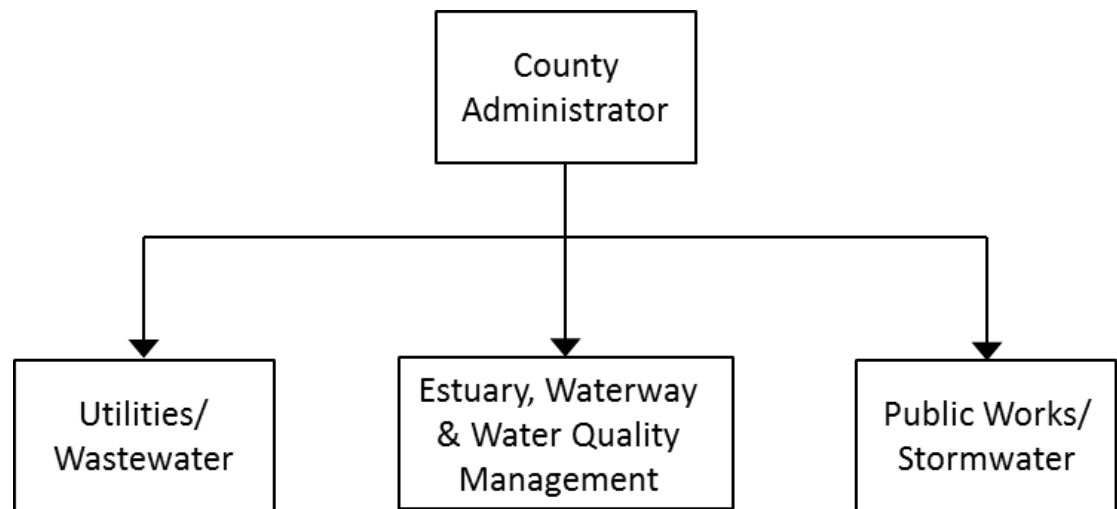 County
Administrator
Utilities/
Wastewater
Estuary, Waterway
& Water Quality
Management
Public Works/
Stormwater